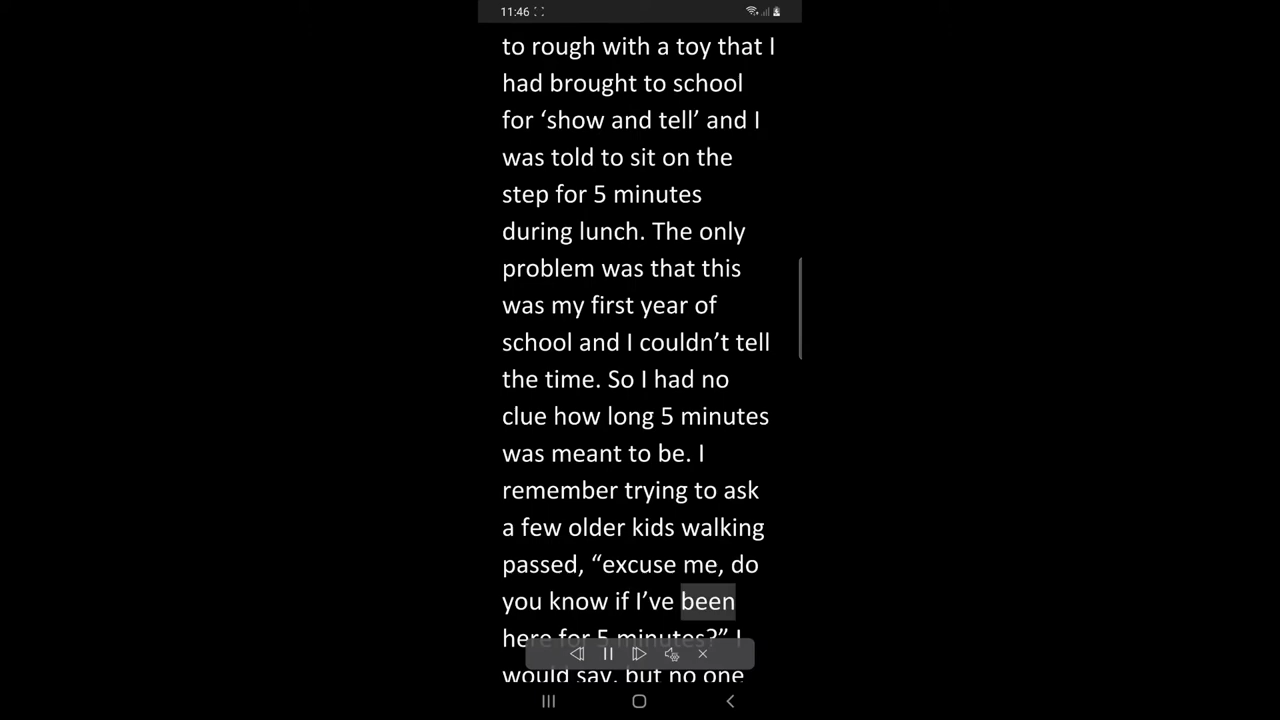 11:46
to rough with a toy that I
had brought to school
for ‘show and tell’ and I
was told to sit on the
step for 5 minutes
during lunch. The only
problem was that this
was my first year of
school and I couldn’t tell
the time. So I had no
clue how long 5 minutes
was meant to be. I
remember trying to ask
a few older kids walking
passed, “excuse me, do
you know if I’ve been
here for 5 minutes?” I
would say, but no one